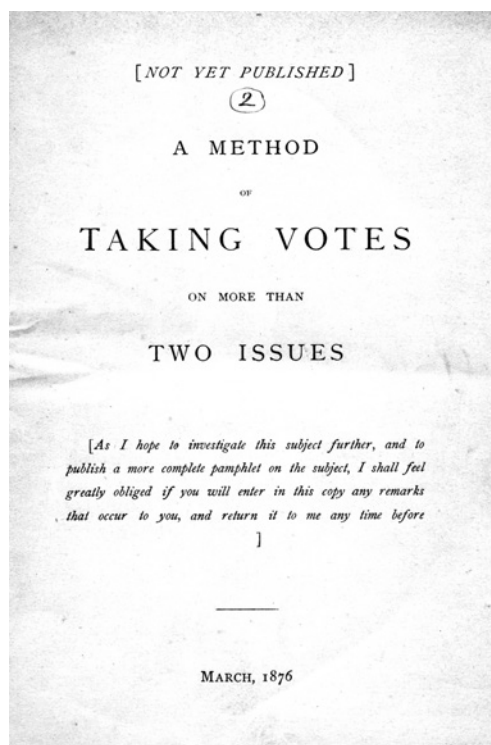 [NOT YET PUBLISHED]
2
A METHOD
OF
TAKING VOTES
ON MORE THAN
TWO ISSUES
[As I hope to investigate this subject further, and to
publish a more complete pamphlet on the subject, I shall feel
greatly obliged if you will enter in this copy any remarks
that occur to you, and return it to me any time before
]
MARCH, 1876